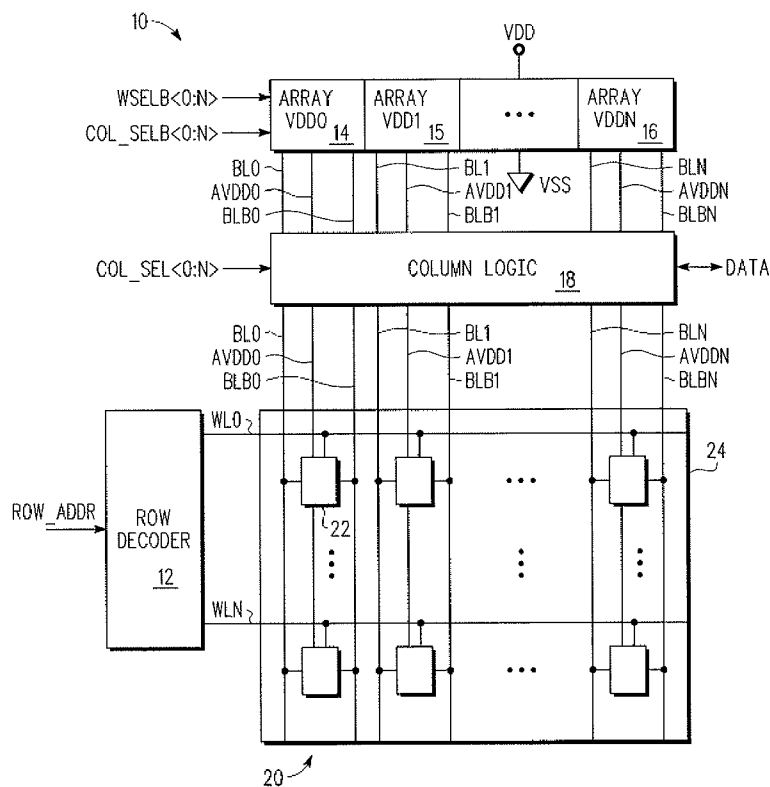 10
VDD
WSELB<0:N>
COL_SELB<0:N>
ARRAY VDD0 14
ARRAY VDD1 15
...
ARRAY VDDN 16
VSS
BL0
AVDD0
BLB0
BL1
AVDD1
BLB1
BLN
AVDDN
BLBN
COL_SEL<0:N>
COLUMN LOGIC
18
DATA
BL0
AVDD0
BLB0
BL1
AVDD1
BLB1
BLN
AVDDN
BLBN
WL0
24
ROW_ADDR
ROW
DECODER
12
22
...
WLN
...
20